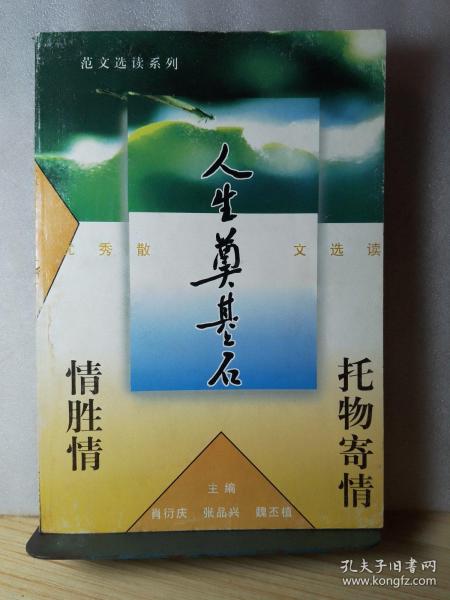 范文选读系列
人生奠基石
优秀散文选读
托物寄情
情胜情
主编
肖衍庆 张品兴 魏丕植
孔夫子旧书网
www.kongfz.com